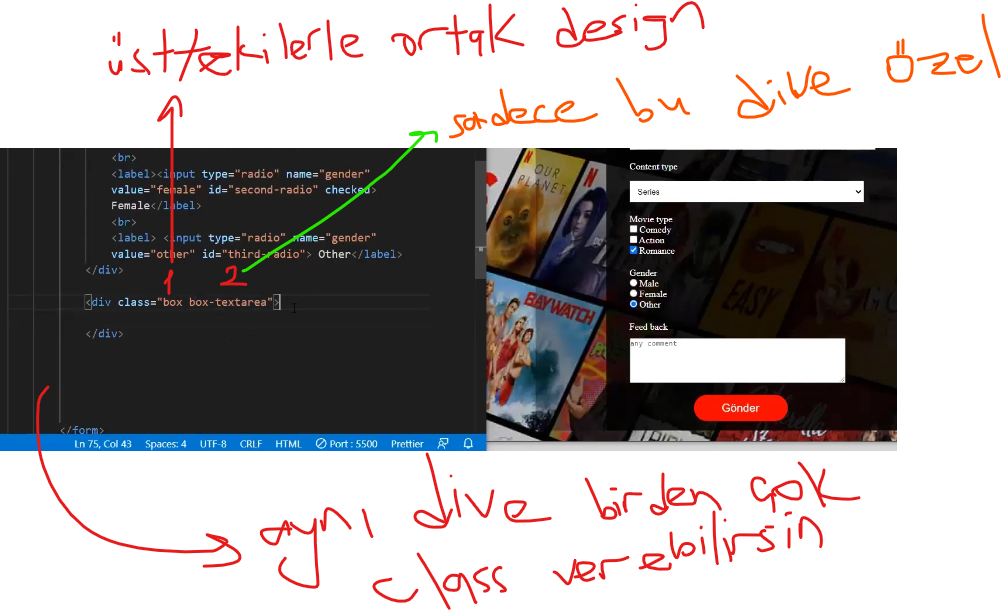 üsttekilerle ortak design
sadece bu dive özel
<br>
<label><input type="radio" name="gender"
value="female" id="second-radio" checked>
Female</label>
<br>
<label> <input type="radio" name="gender"
value="other" id="third-radio"> Other</label>
</div>
1 2
<div class="box box-textarea">
</div>
</form>
Ln 75, Col 43 Spaces: 4 UTF-8 CRLF HTML Port : 5500 Prettier
OUR
PLANET
Content type
Series
Movie type
Comedy
Action
Romance
Gender
Male
Female
Other
Feed back
any comment
Gönder
BAYWATCH
EASY
aynı dive birden çok
class verebilirsin